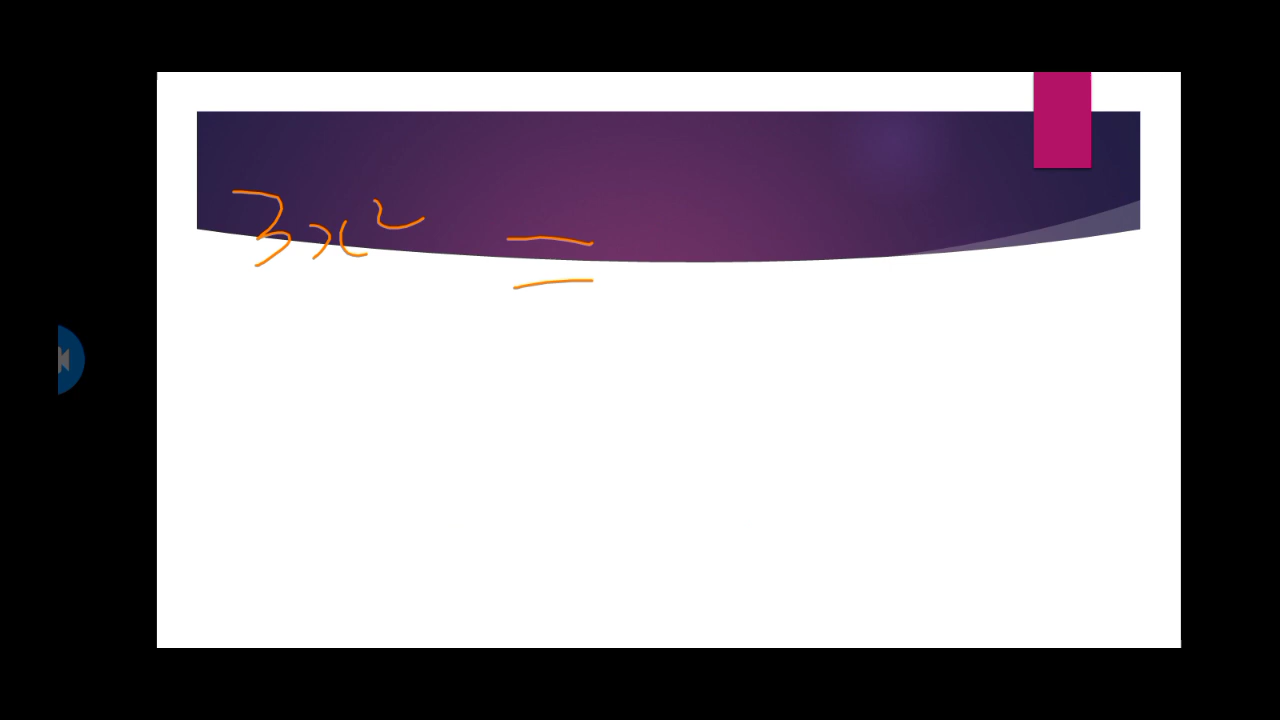 3x² =